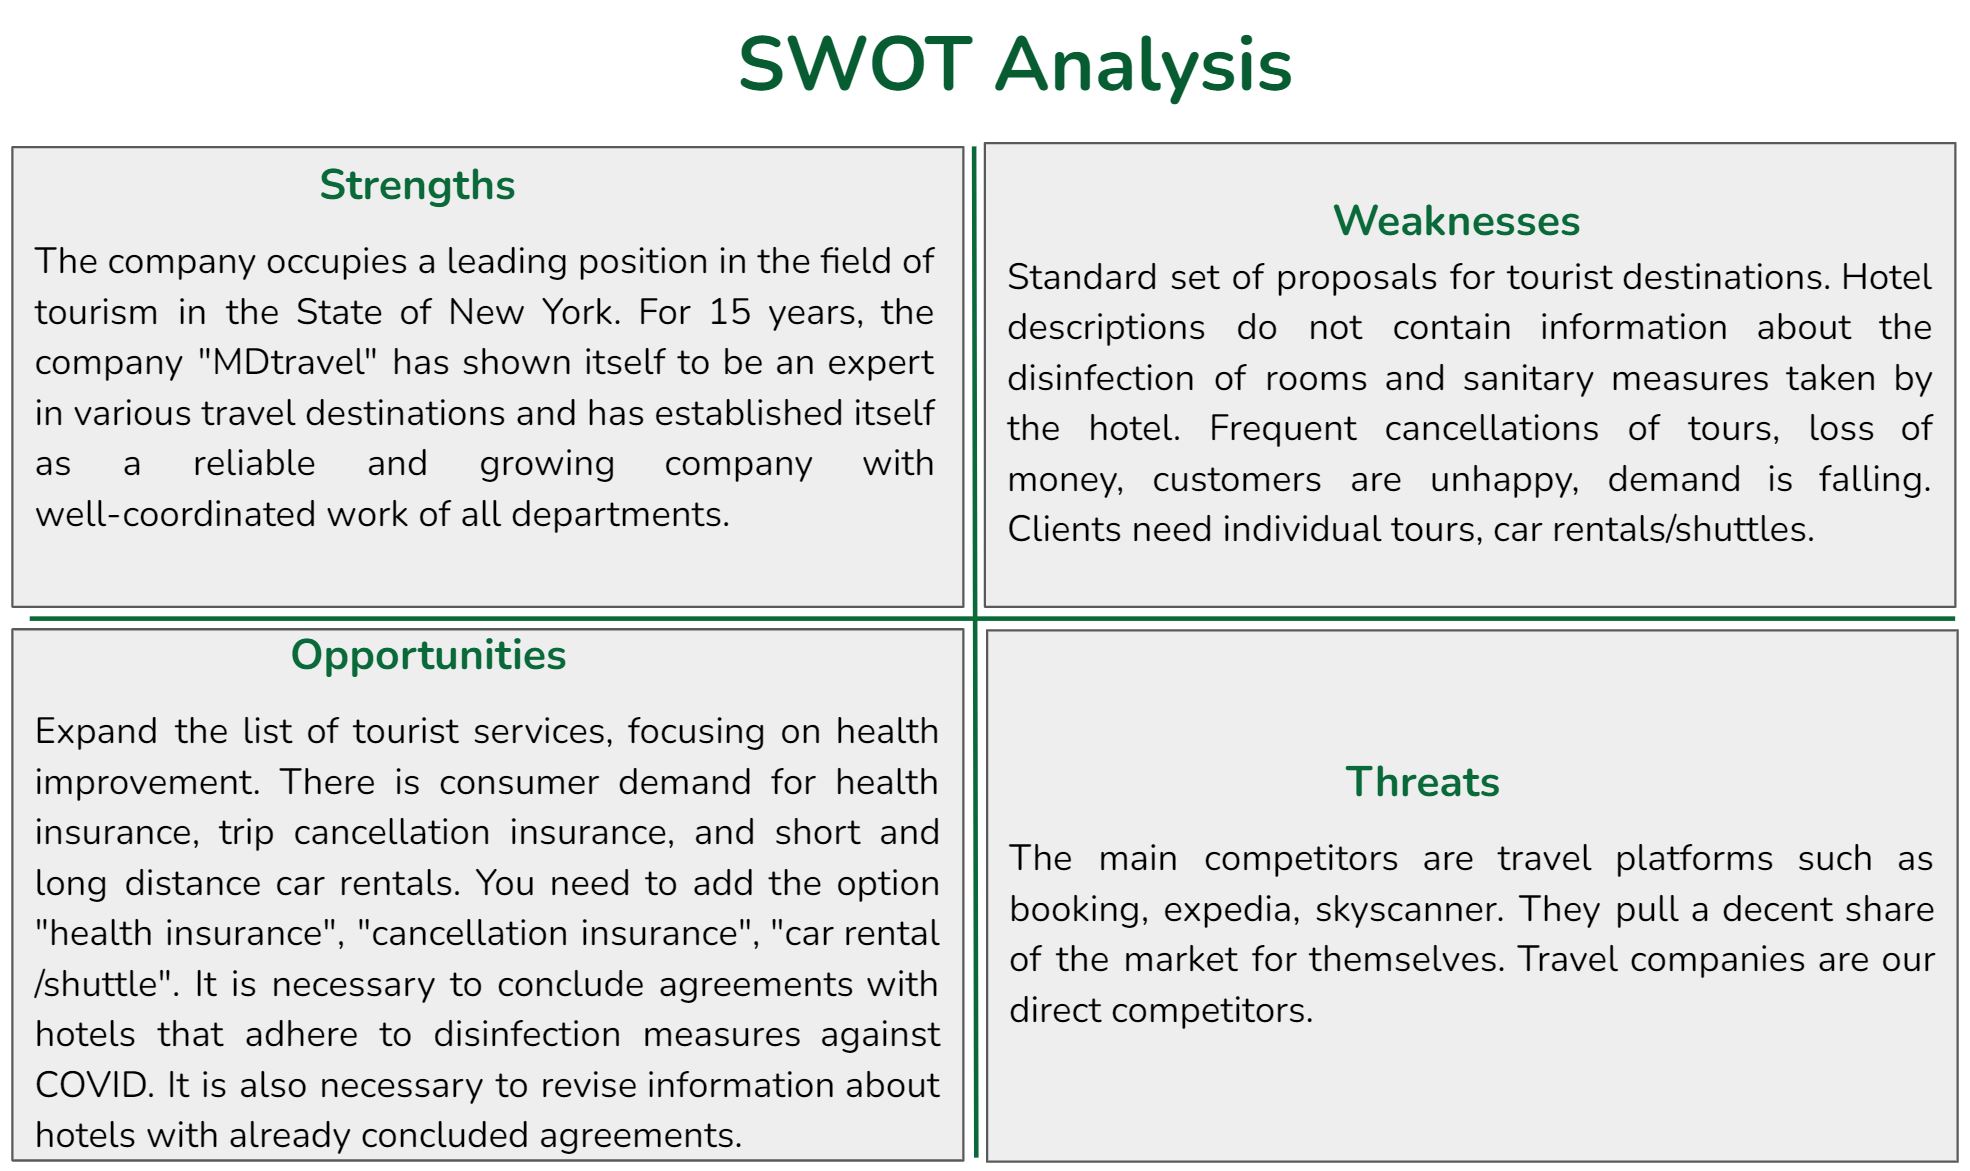 SWOT Analysis
Strengths
The company occupies a leading position in the field of
tourism in the State of New York. For 15 years, the
company "MDtravel" has shown itself to be an expert
in various travel destinations and has established itself
as a reliable and growing company with
well-coordinated work of all departments.
Weaknesses
Standard set of proposals for tourist destinations. Hotel
descriptions do not contain information about the
disinfection of rooms and sanitary measures taken by
the hotel. Frequent cancellations of tours, loss of
money, customers are unhappy, demand is falling.
Clients need individual tours, car rentals/shuttles.
Opportunities
Expand the list of tourist services, focusing on health
improvement. There is consumer demand for health
insurance, trip cancellation insurance, and short and
long distance car rentals. You need to add the option
"health insurance", "cancellation insurance", "car rental
/shuttle". It is necessary to conclude agreements with
hotels that adhere to disinfection measures against
COVID. It is also necessary to revise information about
hotels with already concluded agreements.
Threats
The main competitors are travel platforms such as
booking, expedia, skyscanner. They pull a decent share
of the market for themselves. Travel companies are our
direct competitors.